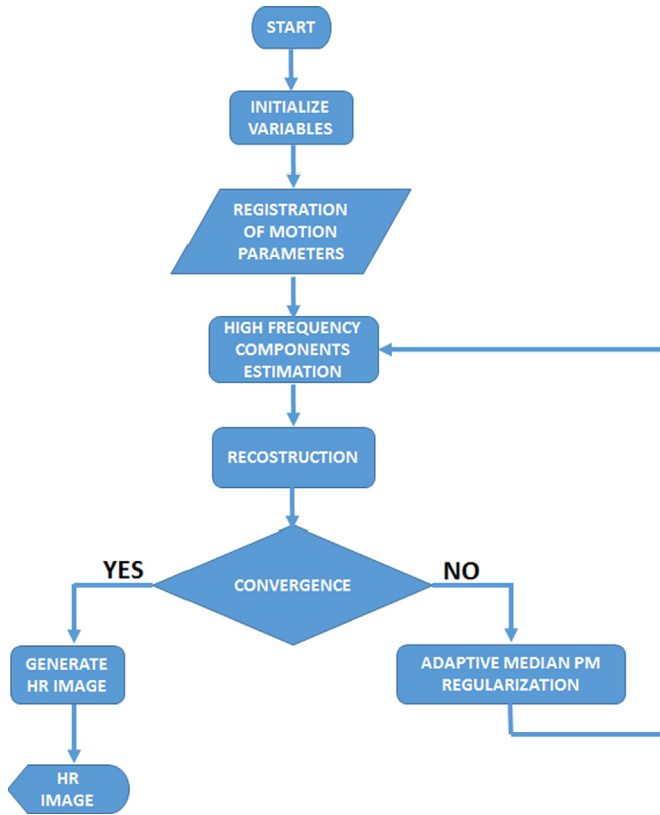 START
INITIALIZE
VARIABLES
REGISTRATION
OF MOTION
PARAMETERS
HIGH FREQUENCY
COMPONENTS
ESTIMATION
RECOSTRUCTION
CONVERGENCE
YES
NO
GENERATE
HR IMAGE
ADAPTIVE MEDIAN PM
REGULARIZATION
HR
IMAGE